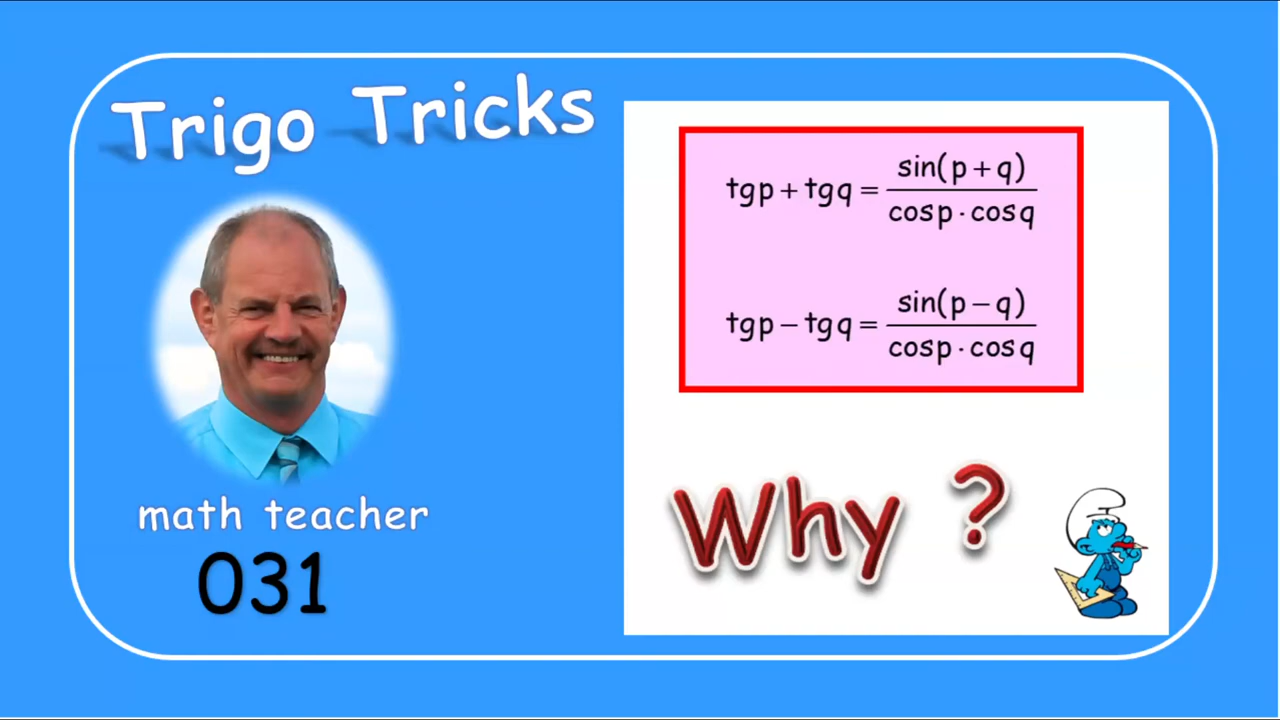 Trigo Tricks
math teacher
031
tgp + tgq = sin(p + q) / cosp · cosq
tgp − tgq = sin(p − q) / cosp · cosq
Why ?